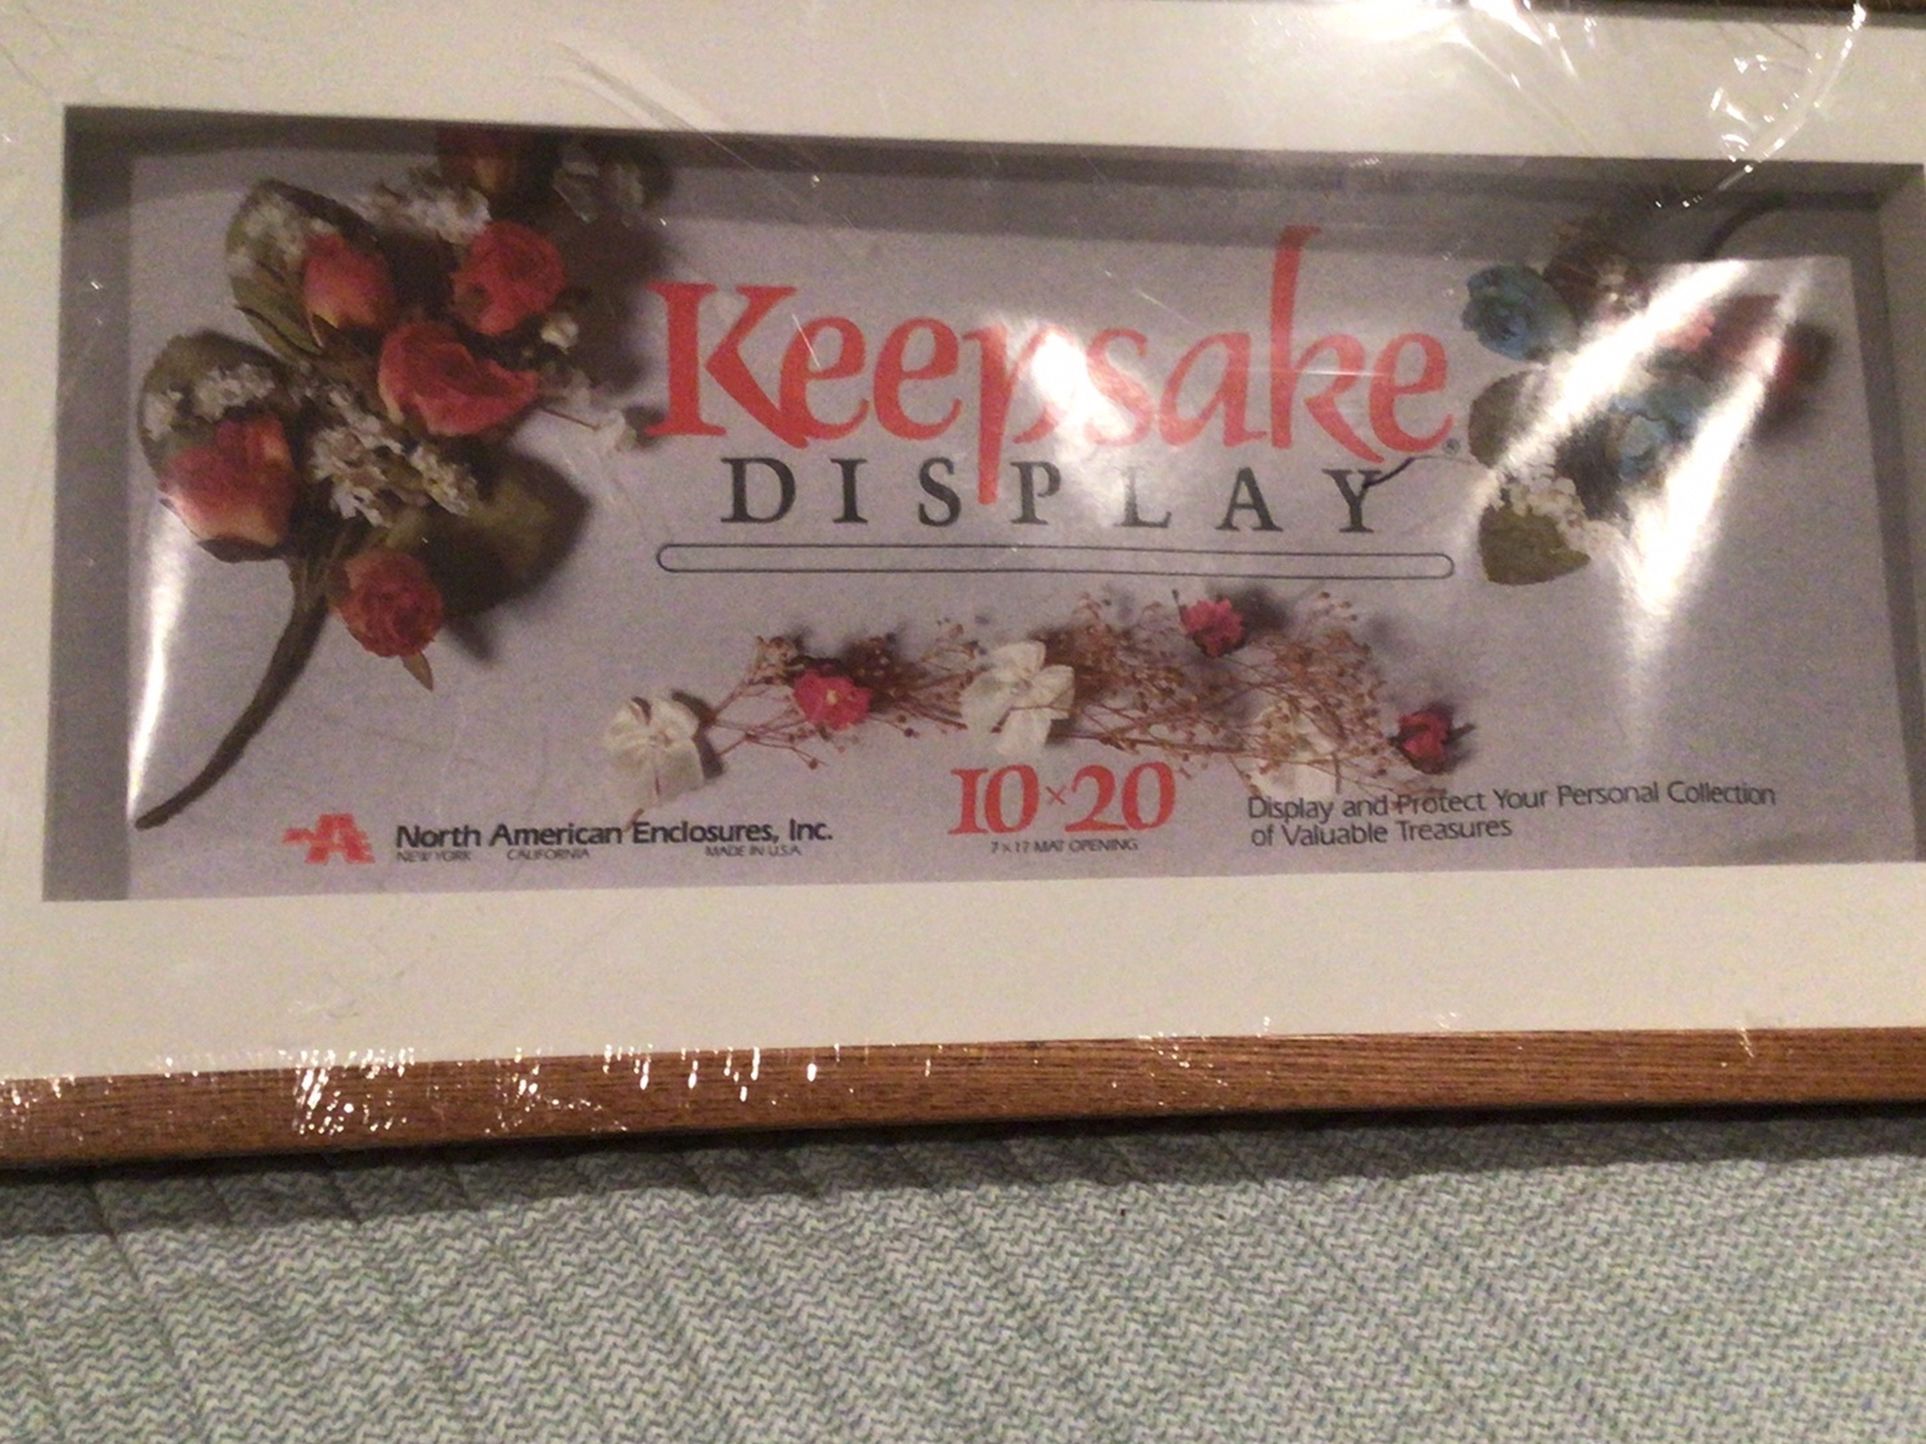 Keepsake®
DISPLAY
10×20
7 x 17 MAT OPENING
North American Enclosures, Inc.
NEW YORK CALIFORNIA MADE IN U.S.A.
Display and Protect Your Personal Collection
of Valuable Treasures